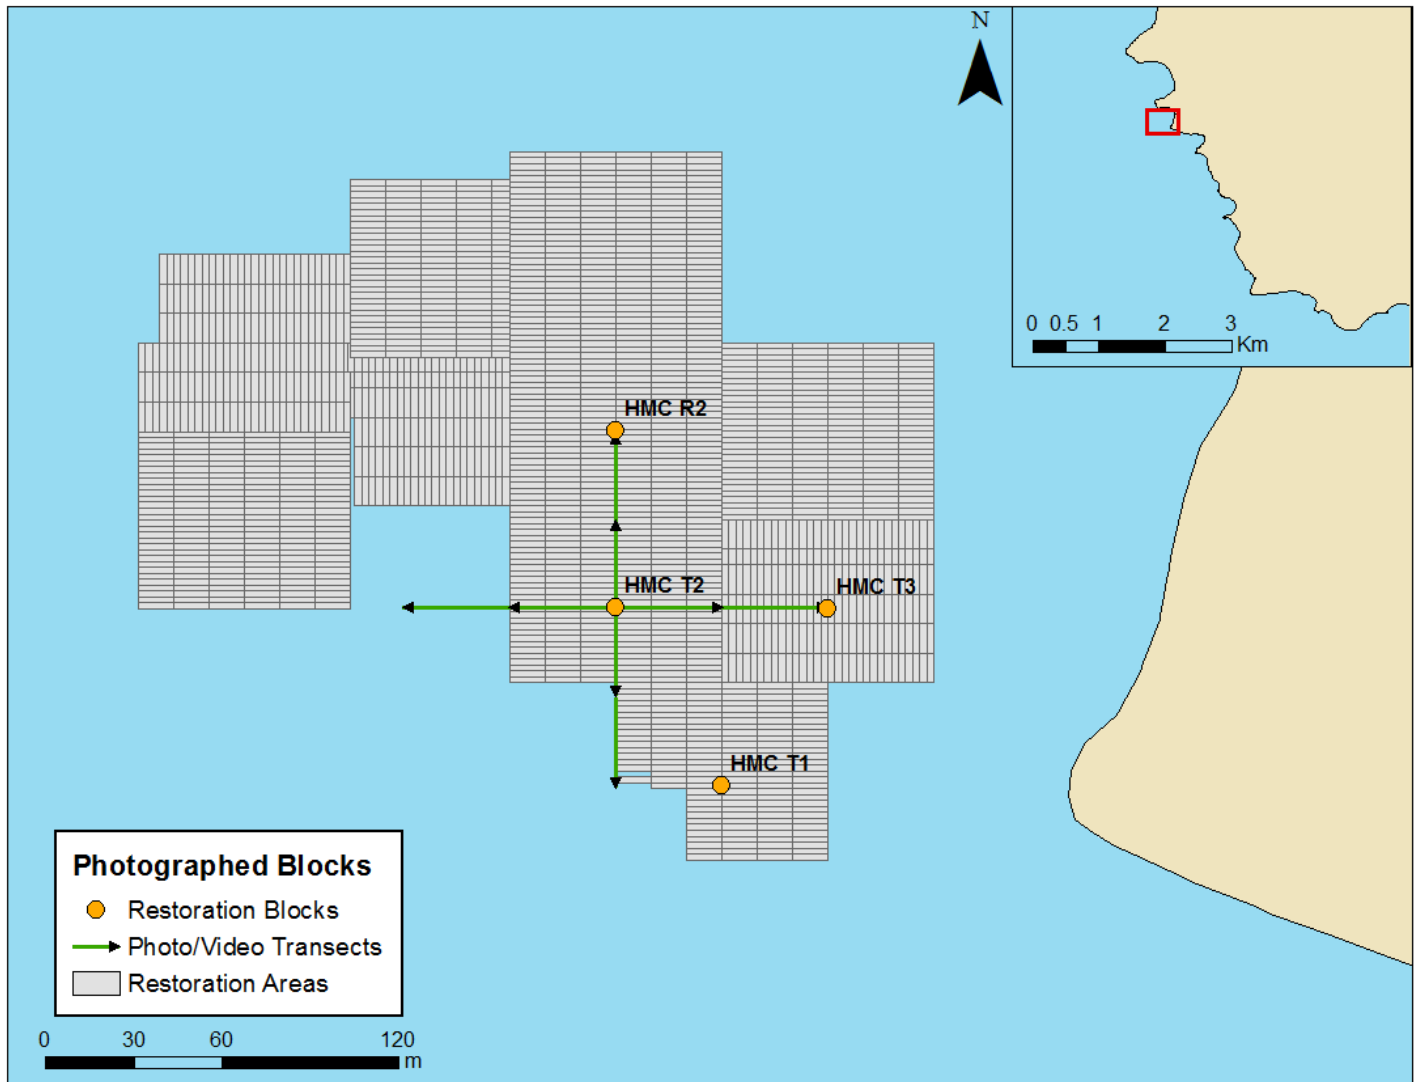 N
0 0.5 1 2 3
Km
HMC R2
HMC T2
HMC T3
HMC T1
Photographed Blocks
Restoration Blocks
Photo/Video Transects
Restoration Areas
0 30 60 120
m